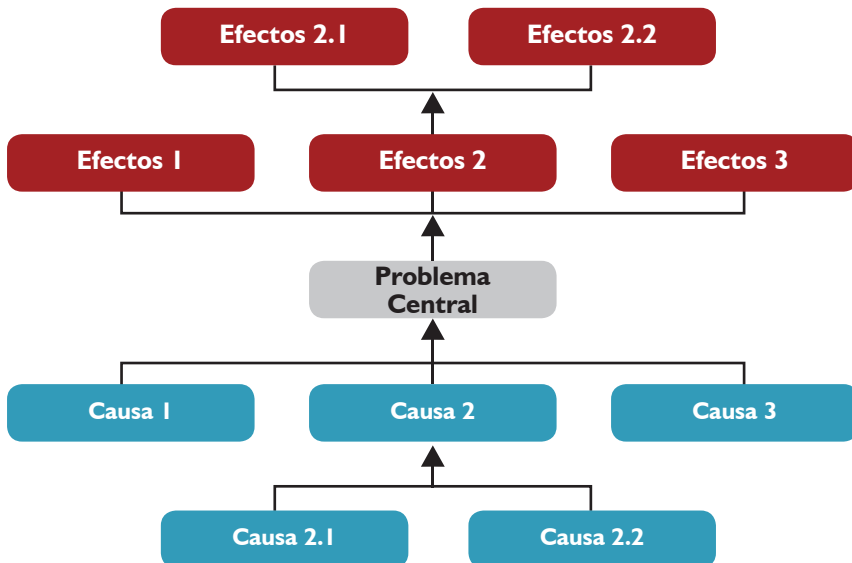 Efectos 2.1
Efectos 2.2
Efectos 1
Efectos 2
Efectos 3
Problema
Central
Causa 1
Causa 2
Causa 3
Causa 2.1
Causa 2.2